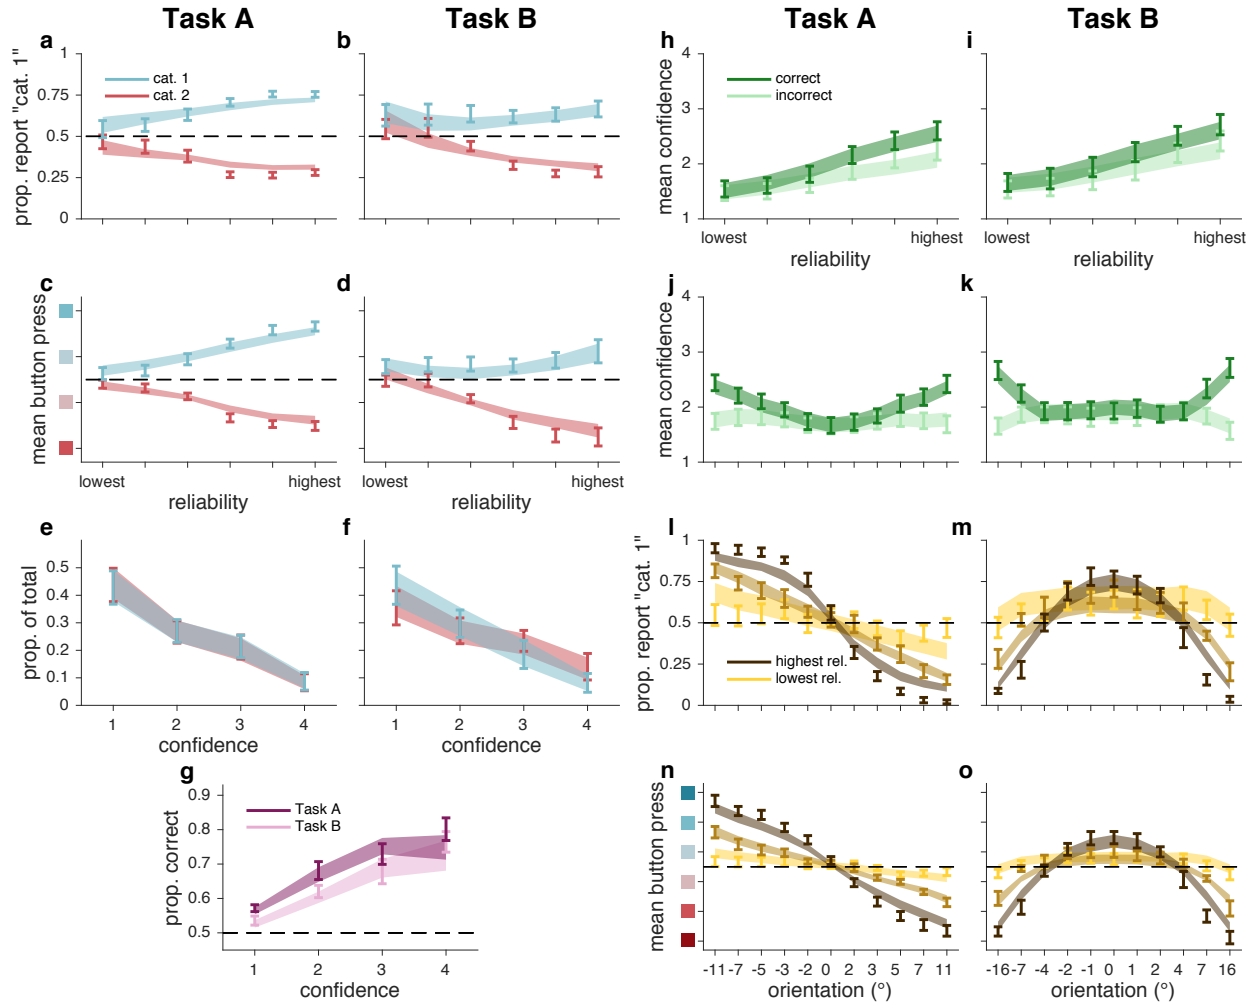 Task A
Task B
Task A
Task B
a
b
h
i
prop. report "cat. 1"
1
0.75
0.5
0.25
0
cat. 1
cat. 2
mean confidence
4
3
2
1
correct
incorrect
lowest
highest
reliability
lowest
highest
reliability
c
d
j
k
mean button press
lowest
highest
reliability
lowest
highest
mean confidence
4
3
2
1
e
f
l
m
prop. of total
0.5
0.4
0.3
0.2
0.1
0
1
2
3
4
confidence
1
2
3
4
confidence
prop. report "cat. 1"
1
0.75
0.5
0.25
0
highest rel.
lowest rel.
g
n
o
prop. correct
0.9
0.8
0.7
0.6
0.5
Task A
Task B
1
2
3
4
confidence
mean button press
-11 -7 -5 -3 -2 0 2 3 5 7 11
orientation (°)
-16 -7 -4 -2 -1 0 1 2 4 7 16
orientation (°)